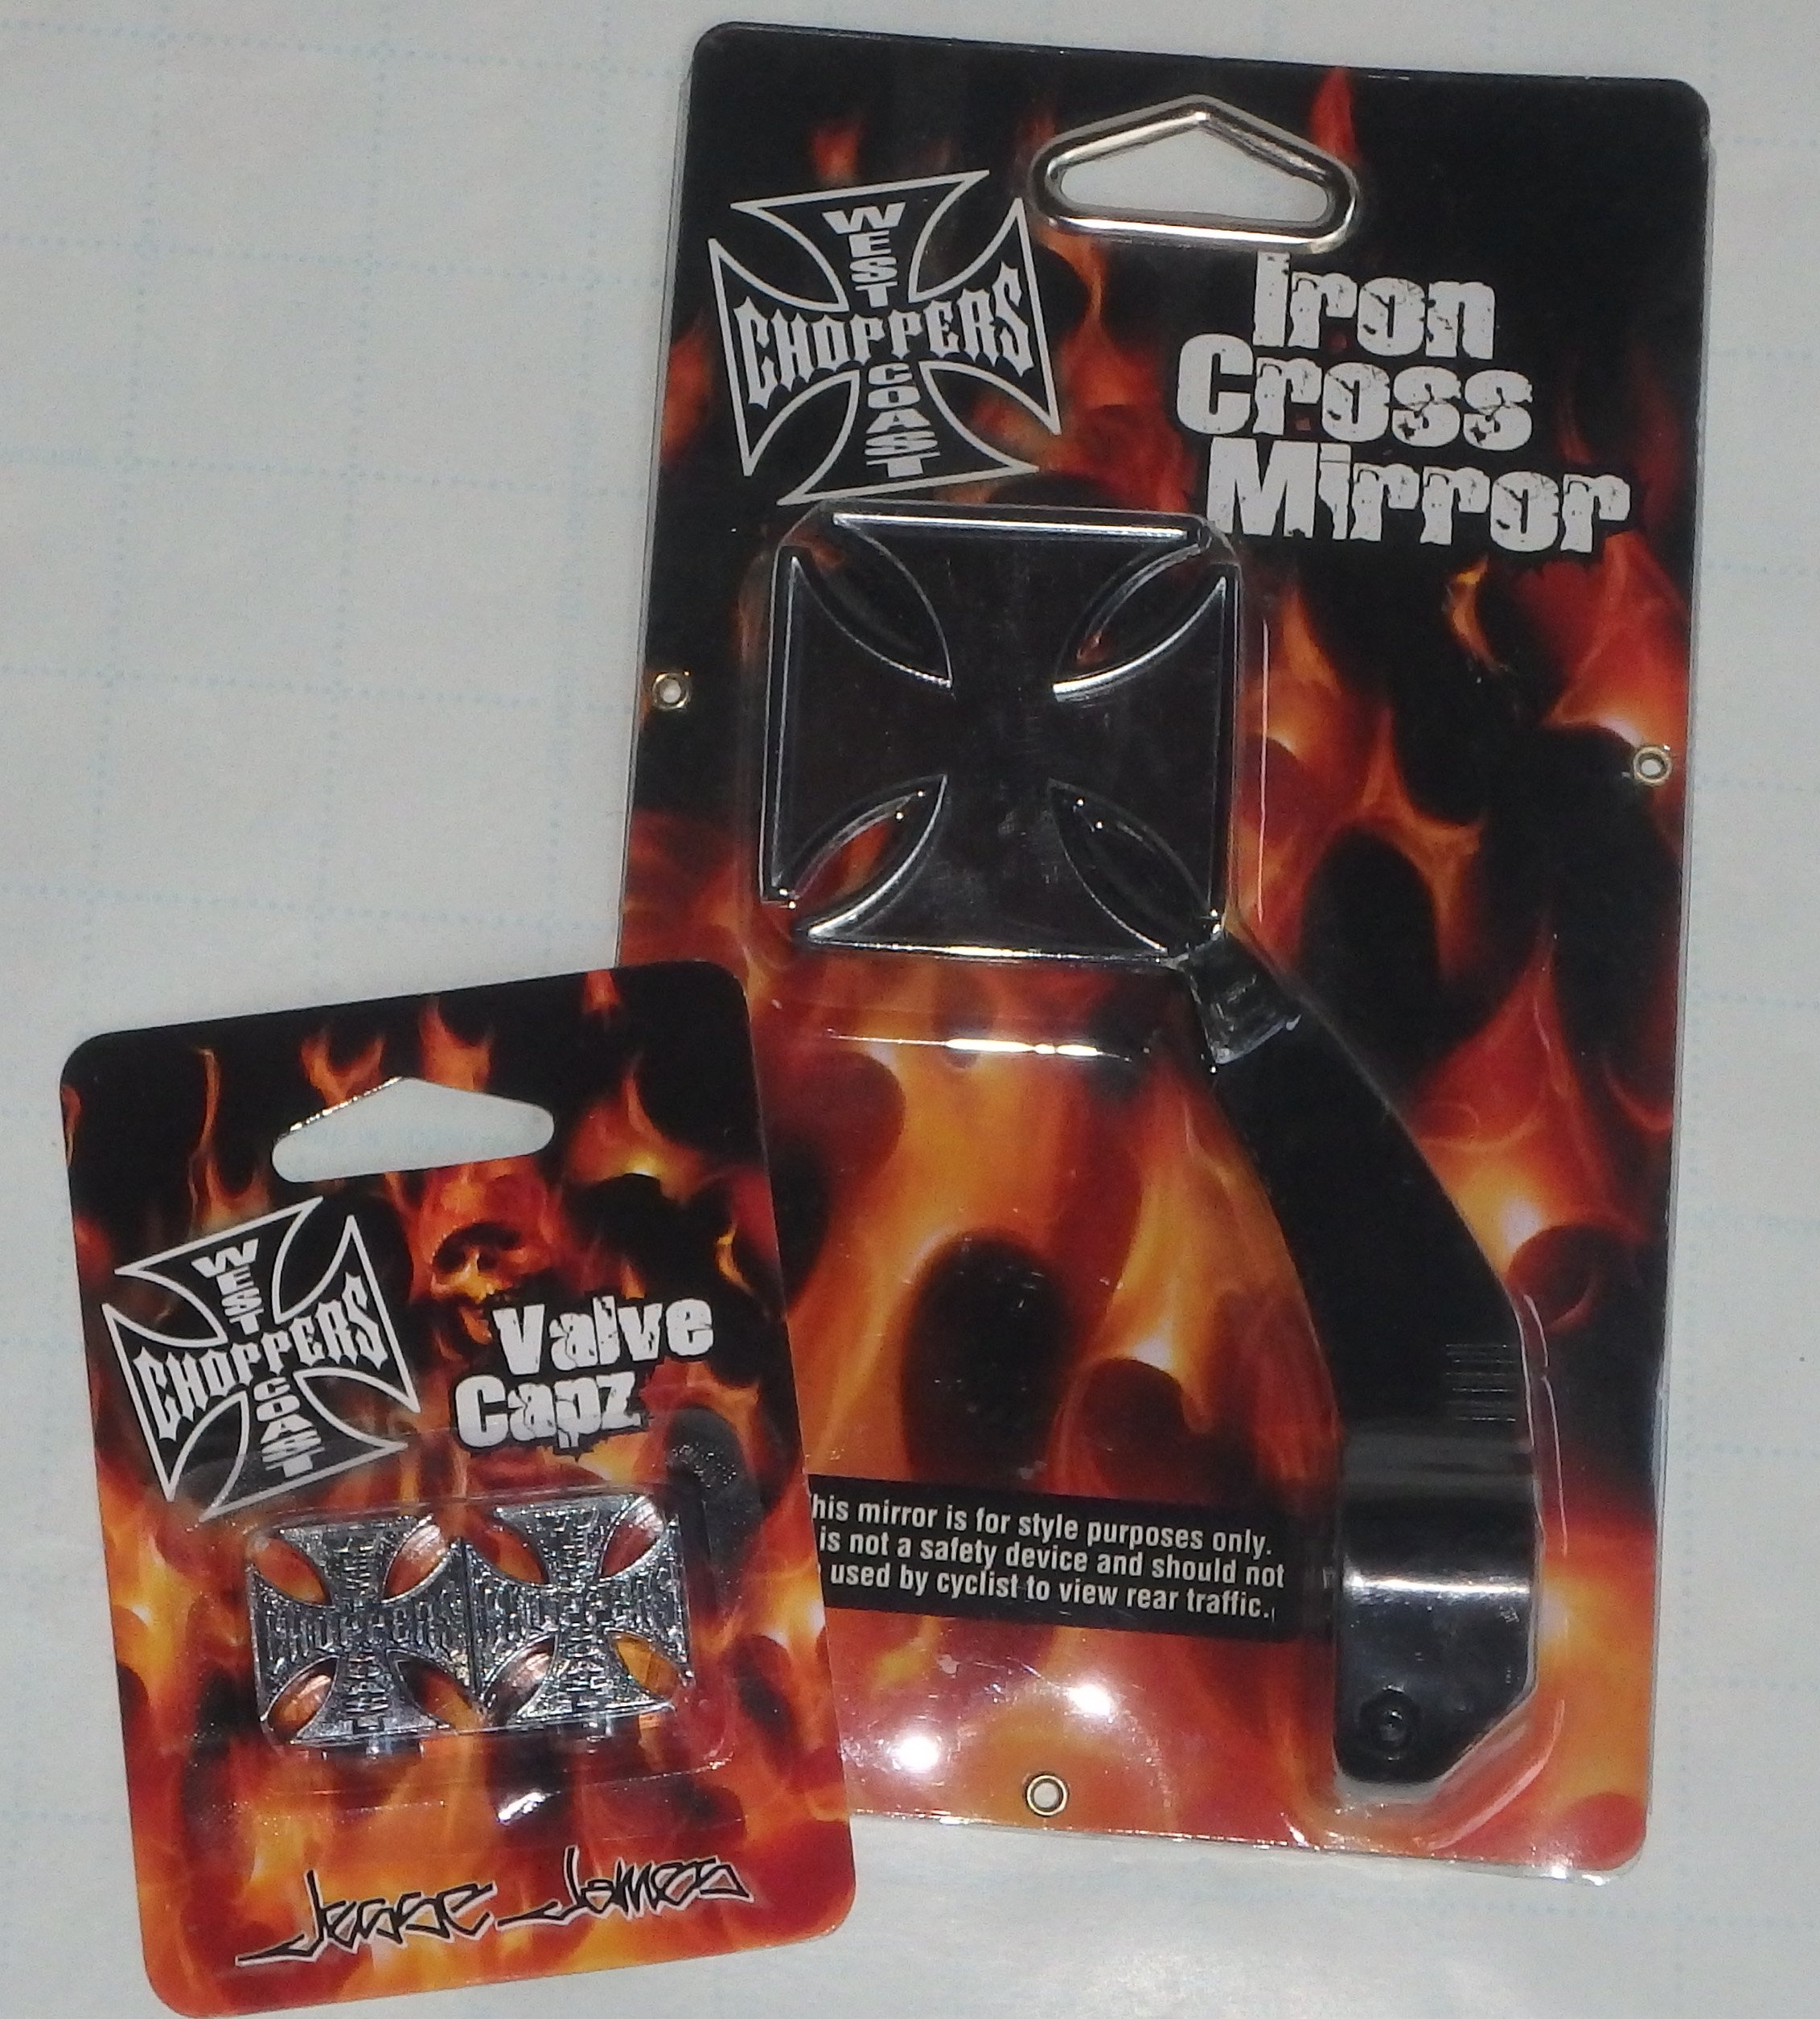 WEST
CHOPPERS
COAST
Iron
Cross
Mirror
his mirror is for style purposes only.
is not a safety device and should not
used by cyclist to view rear traffic.
WEST
CHOPPERS
COAST
Valve
Capz
CHOPPERS
Jesse James